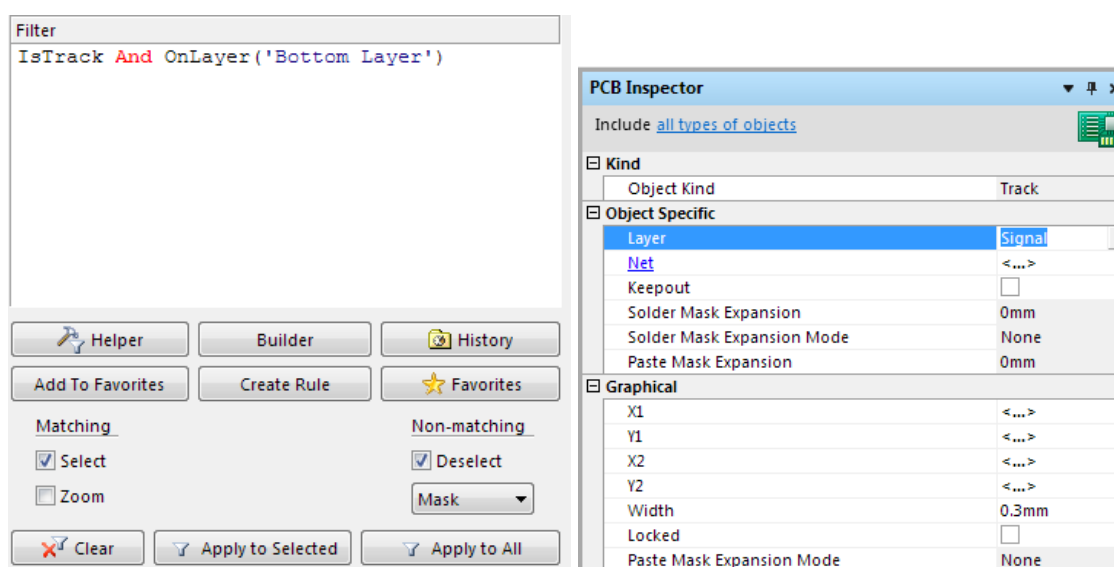 Filter
IsTrack And OnLayer('Bottom Layer')
Helper
Builder
History
Add To Favorites
Create Rule
Favorites
Matching
Non-matching
Select
Deselect
Zoom
Mask
Clear
Apply to Selected
Apply to All
PCB Inspector
Include all types of objects
Kind
Object Kind Track
Object Specific
Layer Signal
Net <...>
Keepout
Solder Mask Expansion 0mm
Solder Mask Expansion Mode None
Paste Mask Expansion 0mm
Graphical
X1 <...>
Y1 <...>
X2 <...>
Y2 <...>
Width 0.3mm
Locked
Paste Mask Expansion Mode None